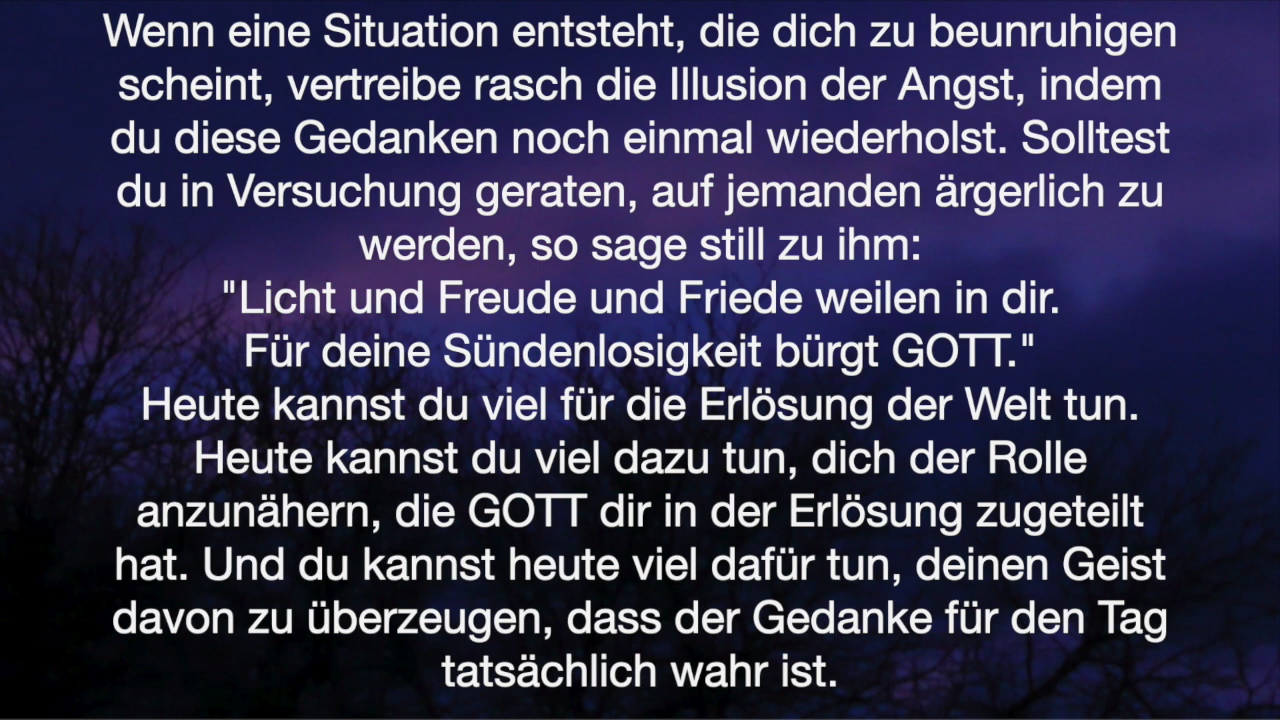 Wenn eine Situation entsteht, die dich zu beunruhigen
scheint, vertreibe rasch die Illusion der Angst, indem
du diese Gedanken noch einmal wiederholst. Solltest
du in Versuchung geraten, auf jemanden ärgerlich zu
werden, so sage still zu ihm:
"Licht und Freude und Friede weilen in dir.
Für deine Sündenlosigkeit bürgt GOTT."
Heute kannst du viel für die Erlösung der Welt tun.
Heute kannst du viel dazu tun, dich der Rolle
anzunähern, die GOTT dir in der Erlösung zugeteilt
hat. Und du kannst heute viel dafür tun, deinen Geist
davon zu überzeugen, dass der Gedanke für den Tag
tatsächlich wahr ist.